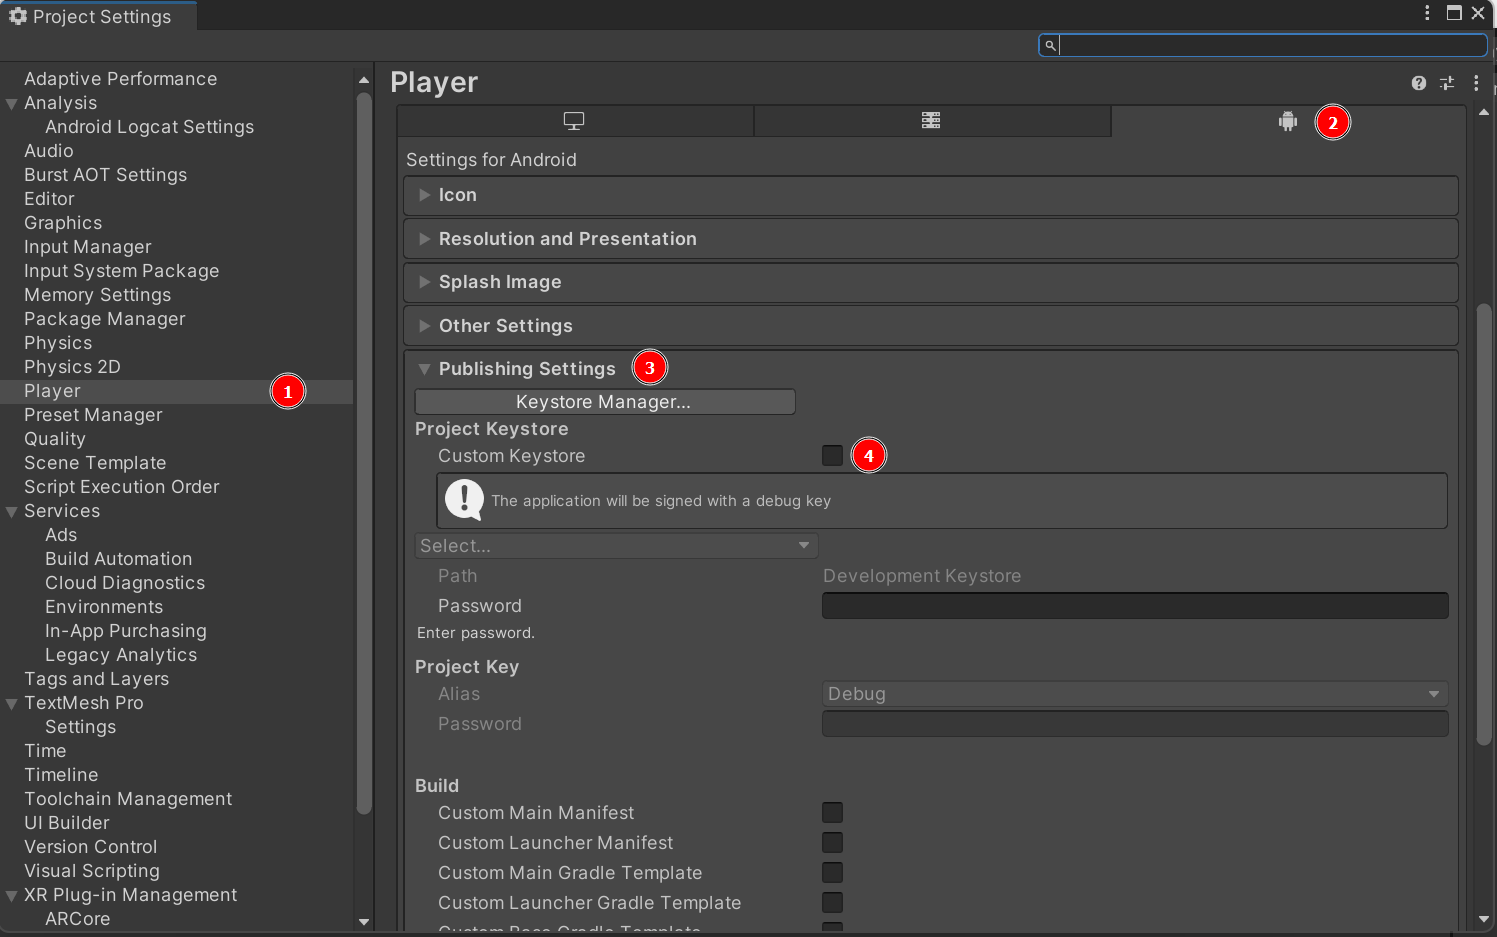 Project Settings
Adaptive Performance
Analysis
Android Logcat Settings
Audio
Burst AOT Settings
Editor
Graphics
Input Manager
Input System Package
Memory Settings
Package Manager
Physics
Physics 2D
Player
1
Preset Manager
Quality
Scene Template
Script Execution Order
Services
Ads
Build Automation
Cloud Diagnostics
Environments
In-App Purchasing
Legacy Analytics
Tags and Layers
TextMesh Pro
Settings
Time
Timeline
Toolchain Management
UI Builder
Version Control
Visual Scripting
XR Plug-in Management
ARCore
Player
2
Settings for Android
Icon
Resolution and Presentation
Splash Image
Other Settings
Publishing Settings
3
Keystore Manager...
Project Keystore
Custom Keystore
4
The application will be signed with a debug key
Select...
Path Development Keystore
Password
Enter password.
Project Key
Alias Debug
Password
Build
Custom Main Manifest
Custom Launcher Manifest
Custom Main Gradle Template
Custom Launcher Gradle Template
Custom Base Gradle Template